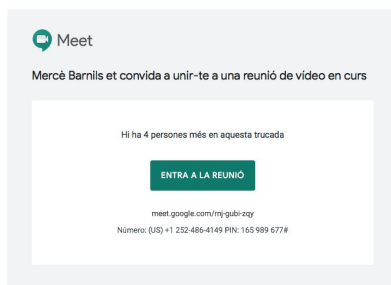 Meet
Mercè Barnils et convida a unir-te a una reunió de vídeo en curs
Hi ha 4 persones més en aquesta trucada
ENTRA A LA REUNIÓ
meet.google.com/rnj-gubi-zqy
Número: (US) +1 252-486-4149 PIN: 165 989 677#